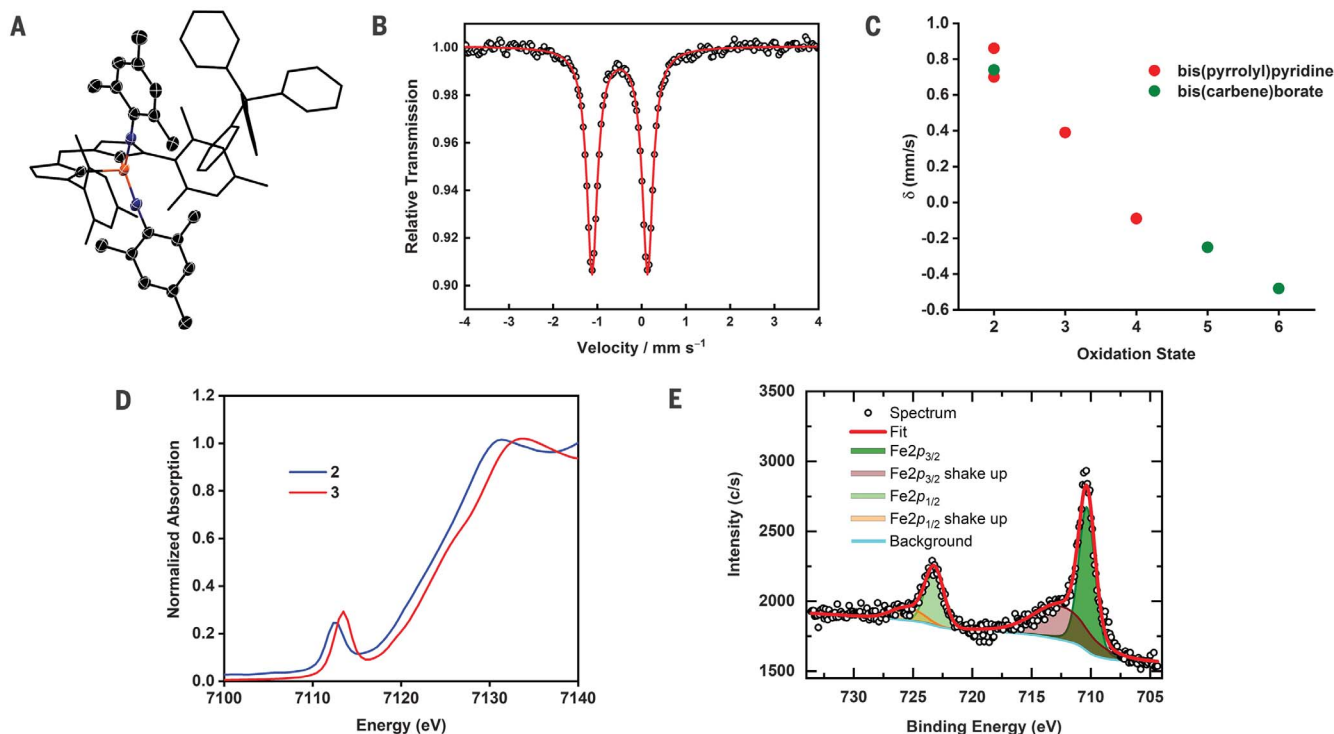 A
B
1.00
0.98
0.96
0.94
0.92
0.90
Relative Transmission
-4 -3 -2 -1 0 1 2 3 4
Velocity / mm s⁻¹
C
1.0
0.8
0.6
0.4
0.2
0.0
-0.2
-0.4
-0.6
δ (mm/s)
2 3 4 5 6
Oxidation State
bis(pyrrolyl)pyridine
bis(carbene)borate
D
1.2
1.0
0.8
0.6
0.4
0.2
0.0
Normalized Absorption
2
3
7100 7110 7120 7130 7140
Energy (eV)
E
3500
3000
2500
2000
1500
Intensity (c/s)
Spectrum
Fit
Fe2p3/2
Fe2p3/2 shake up
Fe2p1/2
Fe2p1/2 shake up
Background
730 725 720 715 710 705
Binding Energy (eV)